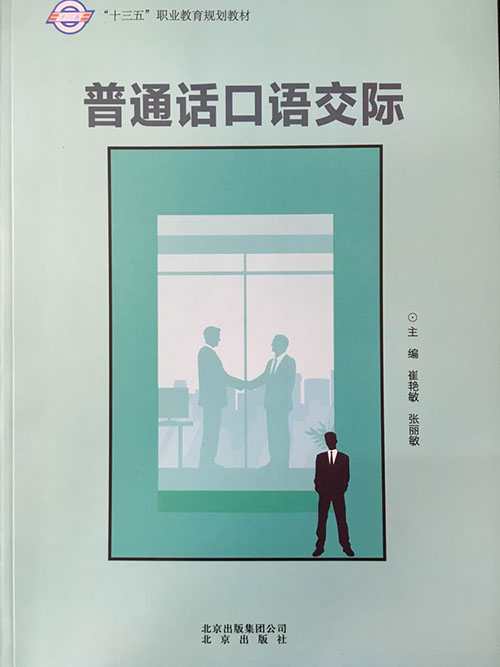 “十三五”职业教育规划教材
普通话口语交际
⊙主 编 崔艳敏 张丽敏
北京出版集团公司
北京出版社